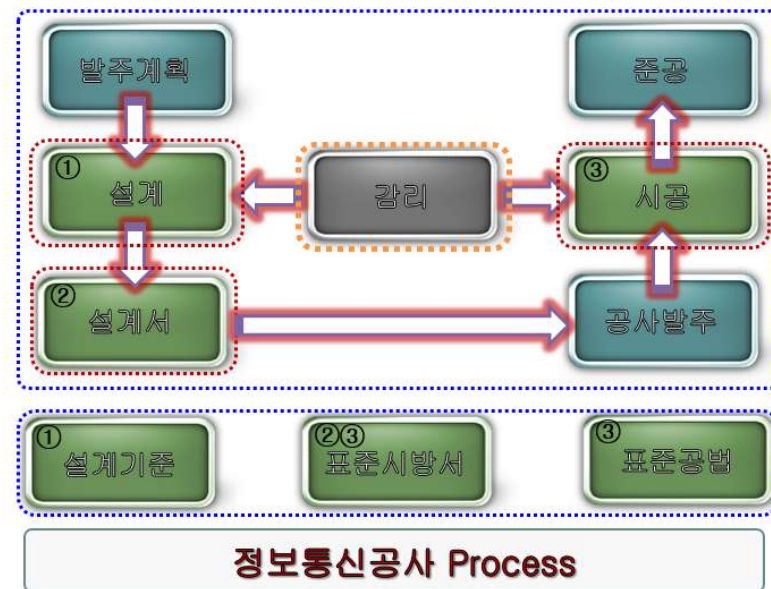 발주계획
준공
①
설계
감리
③
시공
②
설계서
공사발주
①
설계기준
②③
표준시방서
③
표준공법
정보통신공사 Process